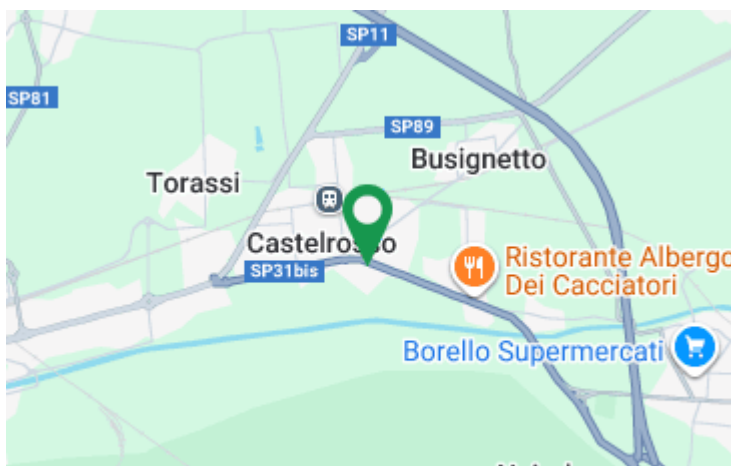 SP11
SP81
SP89
Busignetto
Torassi
Castelrosso
SP31bis
Ristorante Albergo
Dei Cacciatori
Borello Supermercati